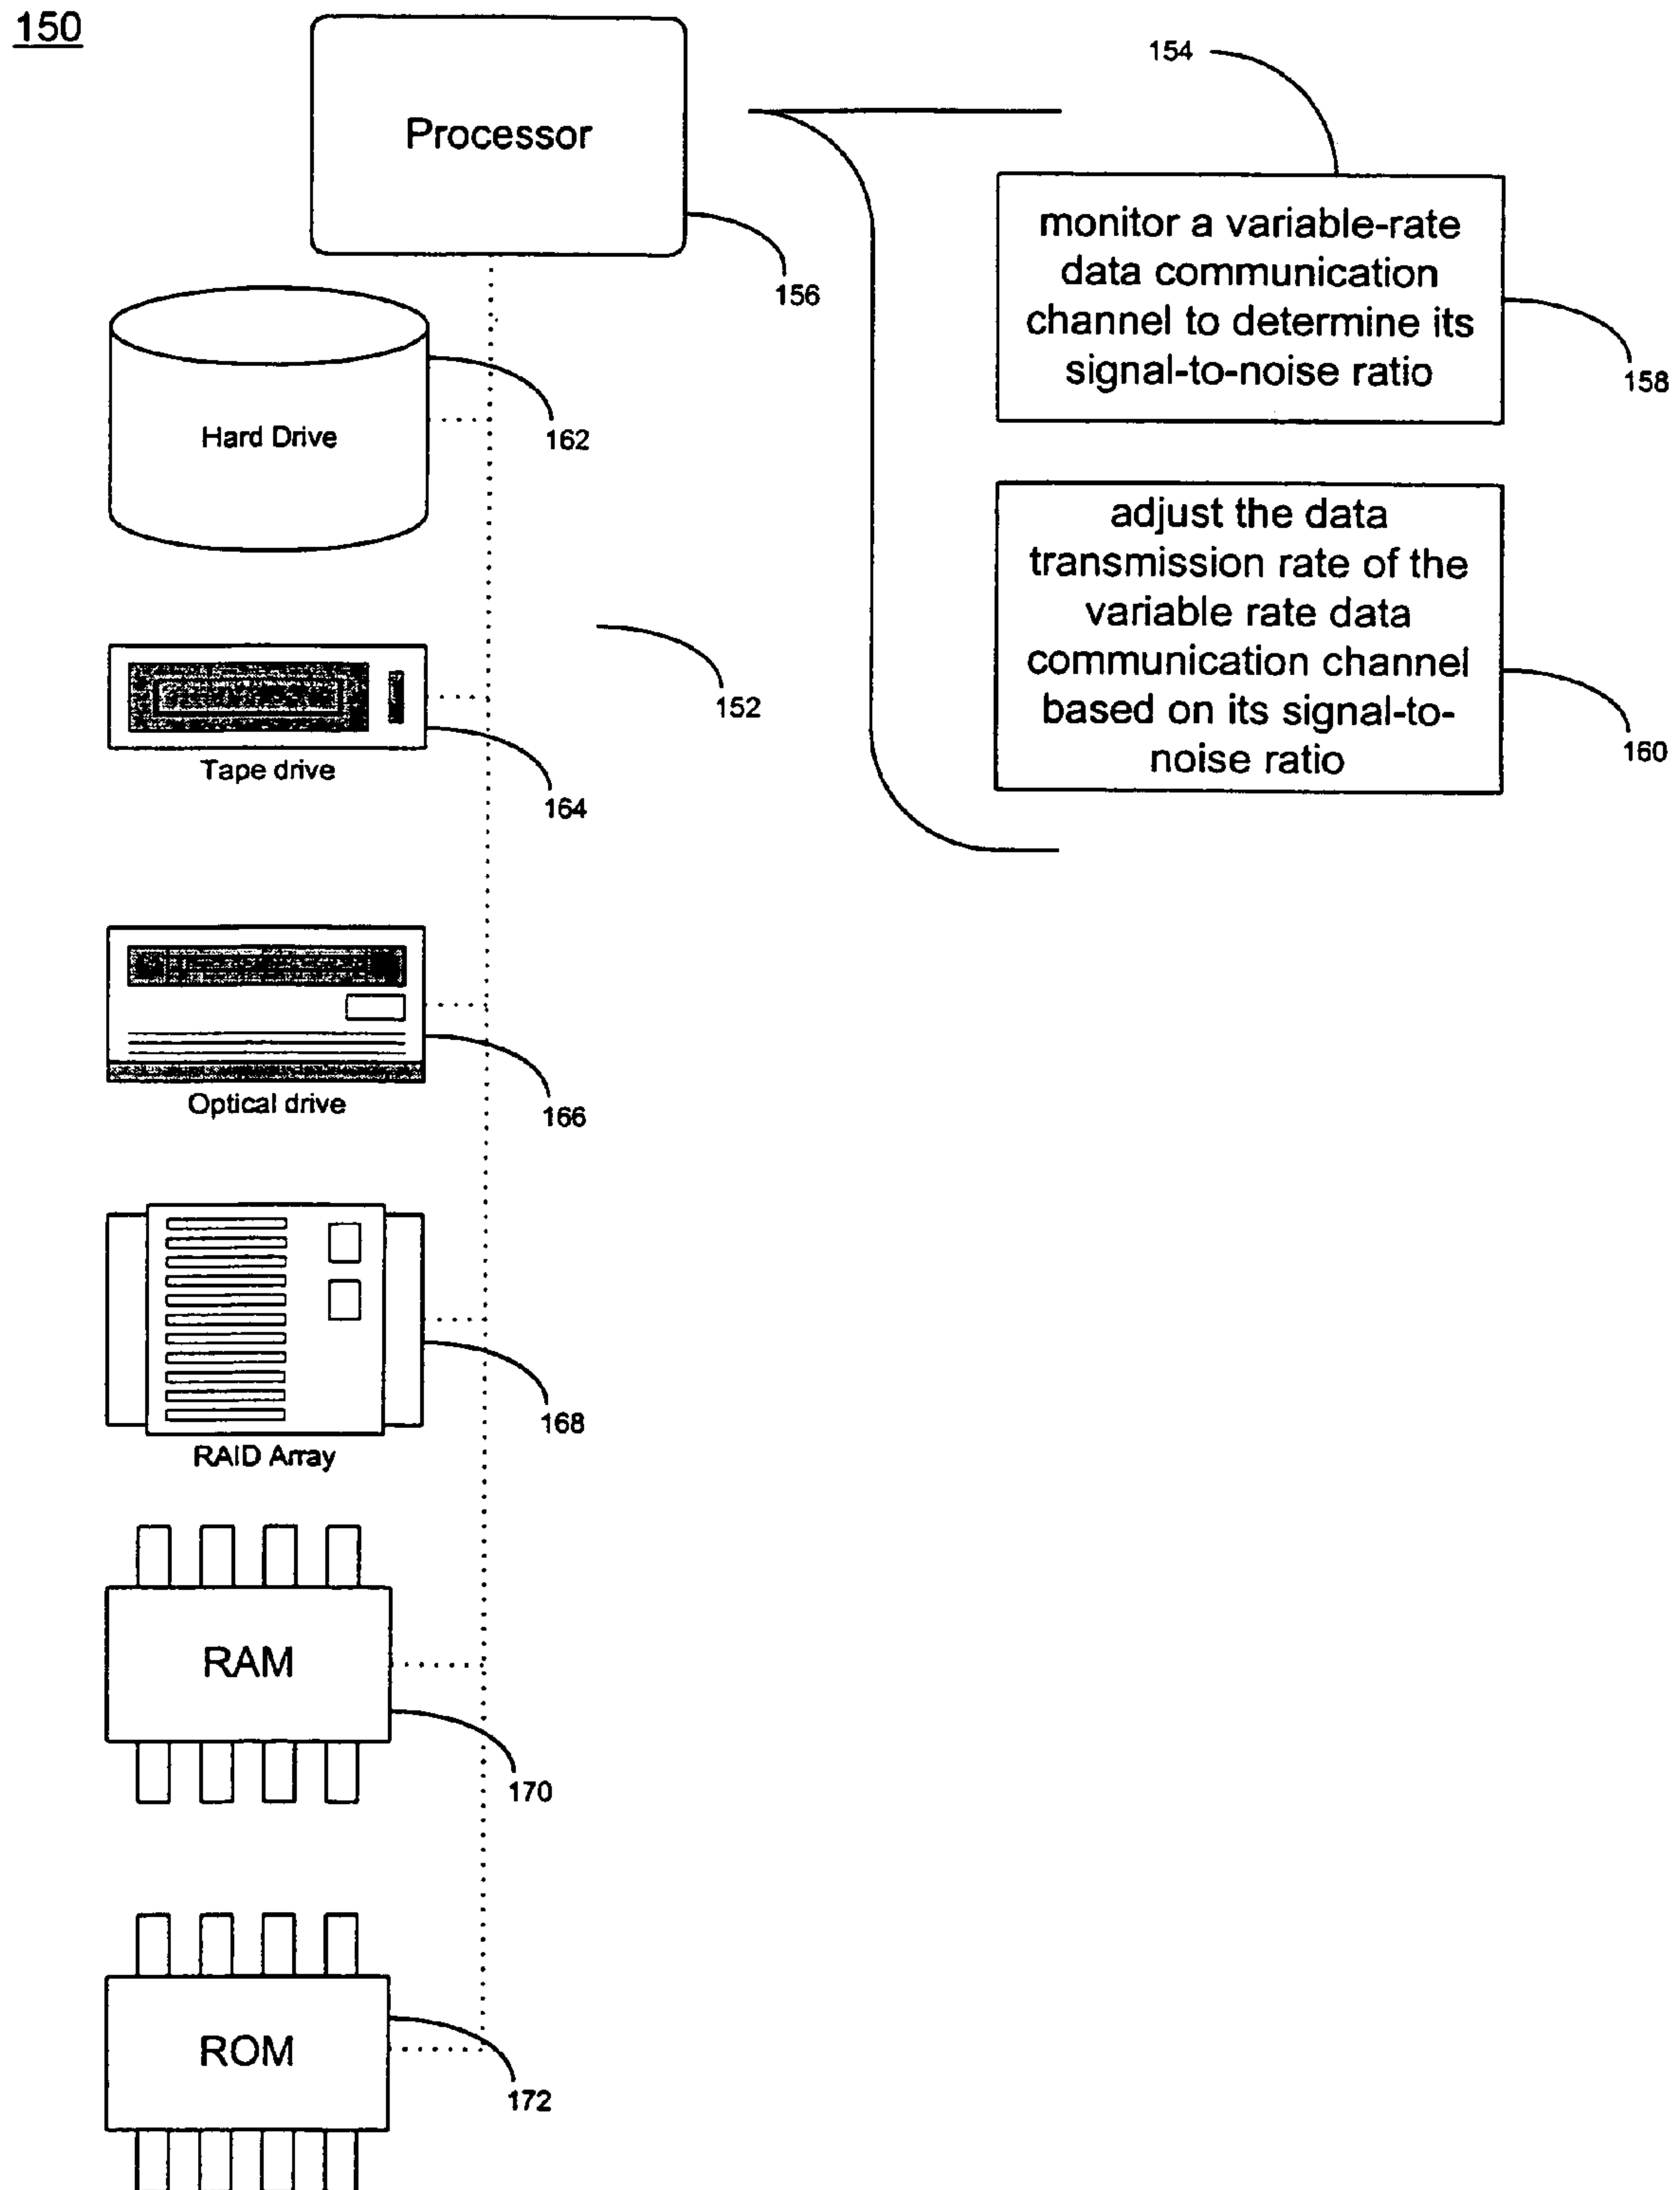 150
Processor
154
156
monitor a variable-rate
data communication
channel to determine its
signal-to-noise ratio
158
Hard Drive
162
adjust the data
transmission rate of the
variable rate data
communication channel
based on its signal-to-
noise ratio
160
152
Tape drive
164
Optical drive
166
RAID Array
168
RAM
170
ROM
172